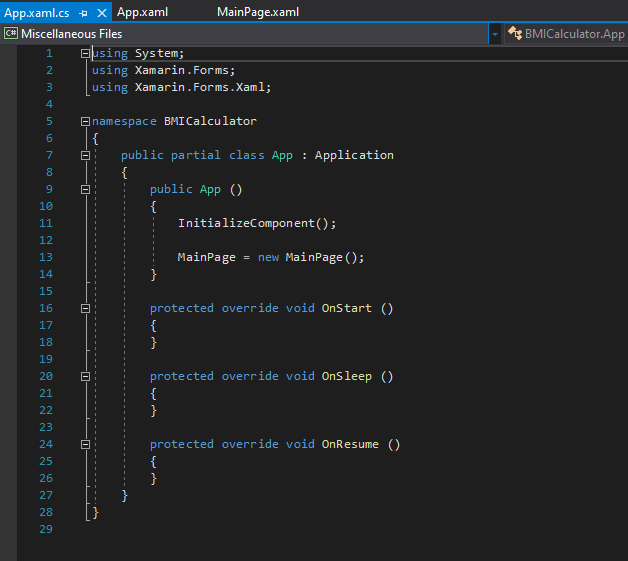 App.xaml.cs App.xaml MainPage.xaml
C# Miscellaneous Files BMICalculator.App
1 using System;
2 using Xamarin.Forms;
3 using Xamarin.Forms.Xaml;
4
5 namespace BMICalculator
6 {
7 public partial class App : Application
8 {
9 public App ()
10 {
11 InitializeComponent();
12
13 MainPage = new MainPage();
14 }
15
16 protected override void OnStart ()
17 {
18 }
19
20 protected override void OnSleep ()
21 {
22 }
23
24 protected override void OnResume ()
25 {
26 }
27 }
28 }
29